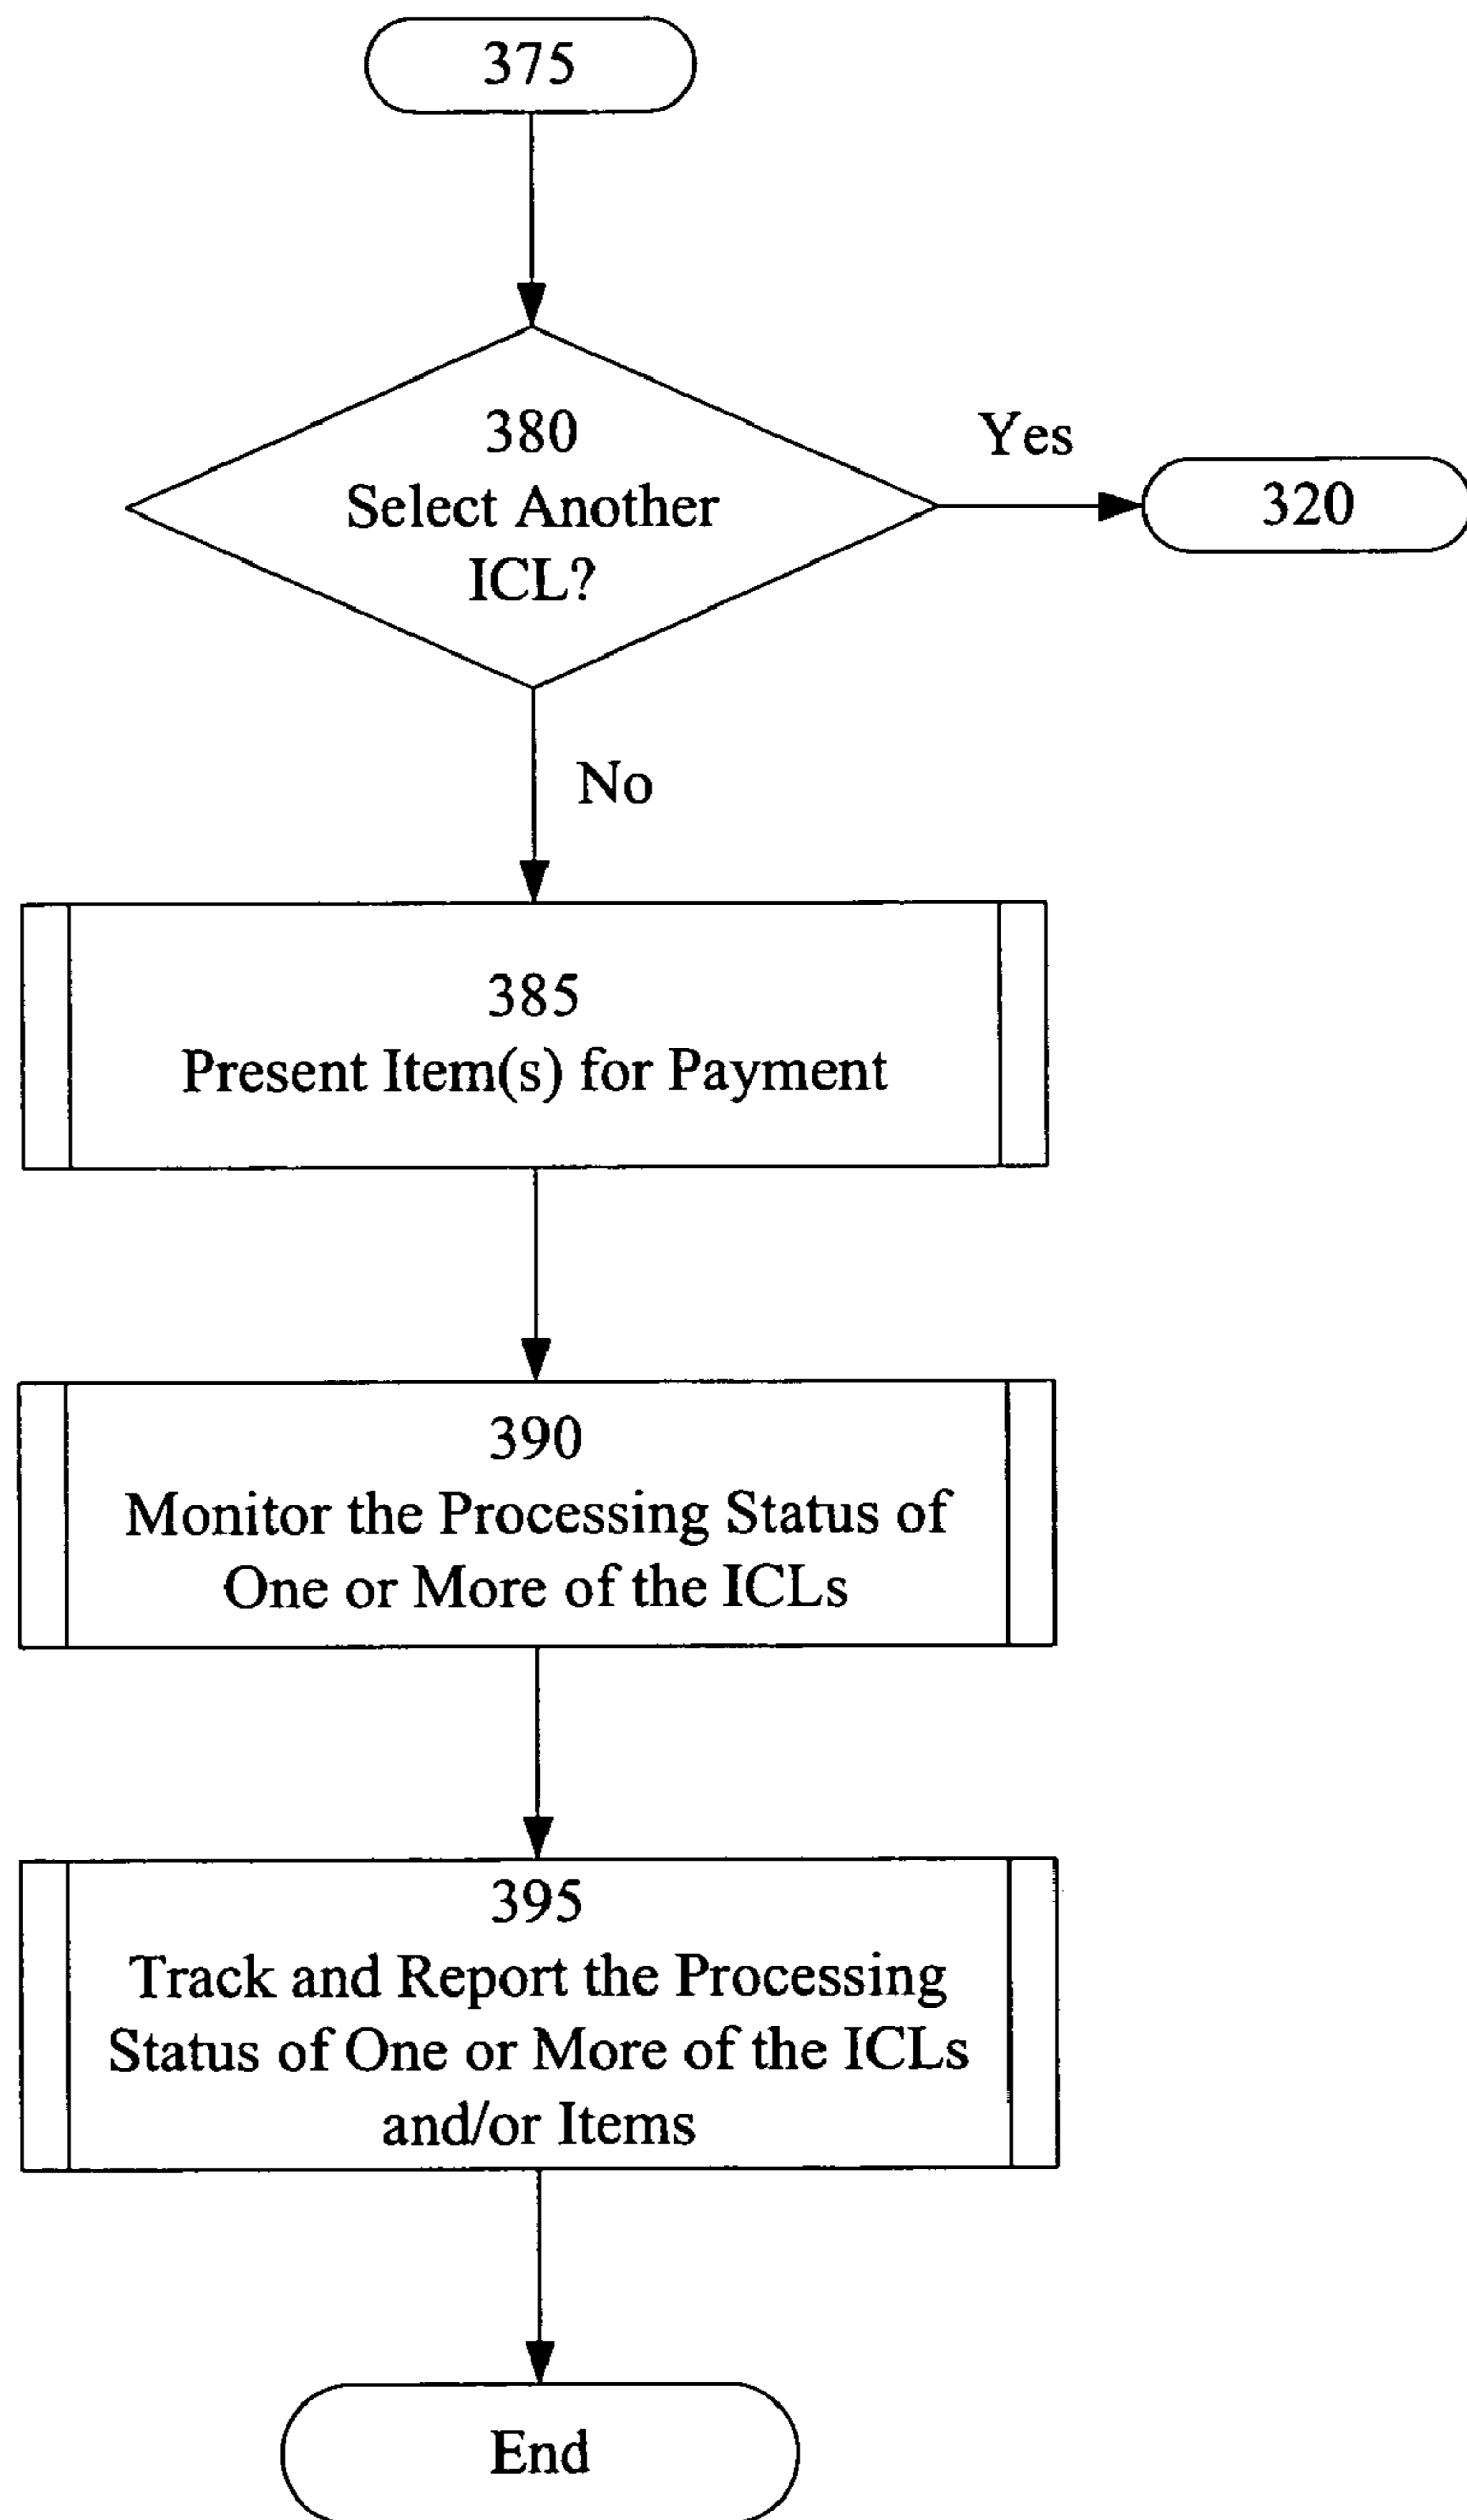 375
380
Select Another
ICL?
Yes
320
No
385
Present Item(s) for Payment
390
Monitor the Processing Status of
One or More of the ICLs
395
Track and Report the Processing
Status of One or More of the ICLs
and/or Items
End